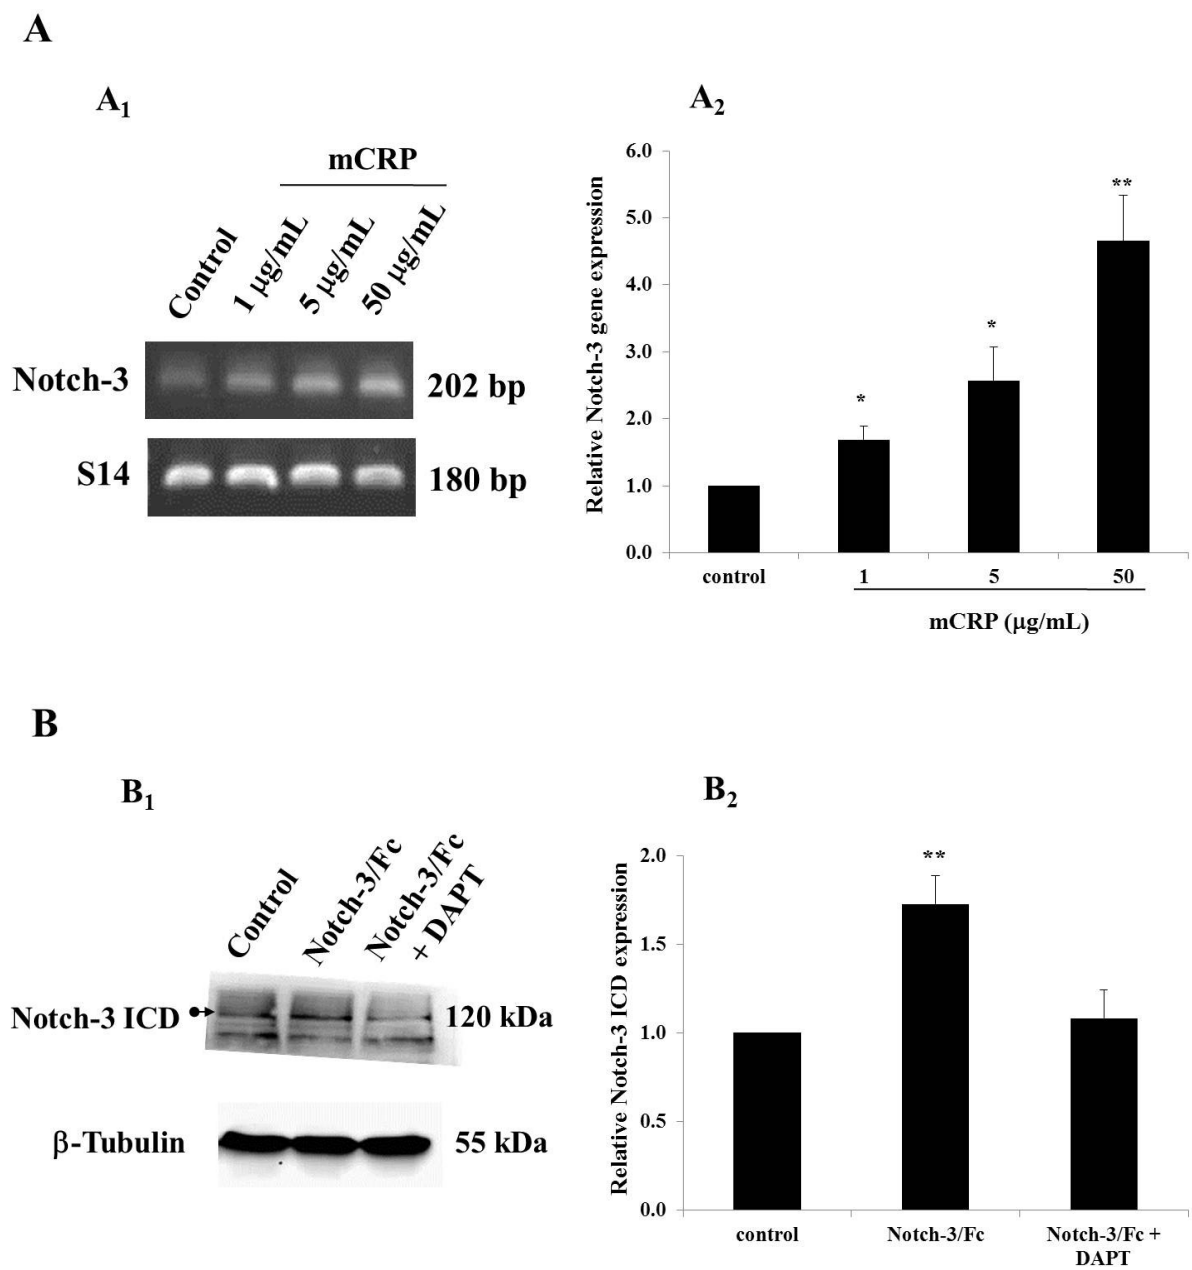 A
A1
mCRP
Control
1 μg/mL
5 μg/mL
50 μg/mL
Notch-3
202 bp
S14
180 bp
A2
Relative Notch-3 gene expression
6.0
5.0
4.0
3.0
2.0
1.0
0.0
*
*
**
control
1
5
50
mCRP (μg/mL)
B
B1
Control
Notch-3/Fc
Notch-3/Fc
+ DAPT
Notch-3 ICD
120 kDa
β-Tubulin
55 kDa
B2
Relative Notch-3 ICD expression
2.0
1.5
1.0
0.5
0.0
**
control
Notch-3/Fc
Notch-3/Fc +
DAPT